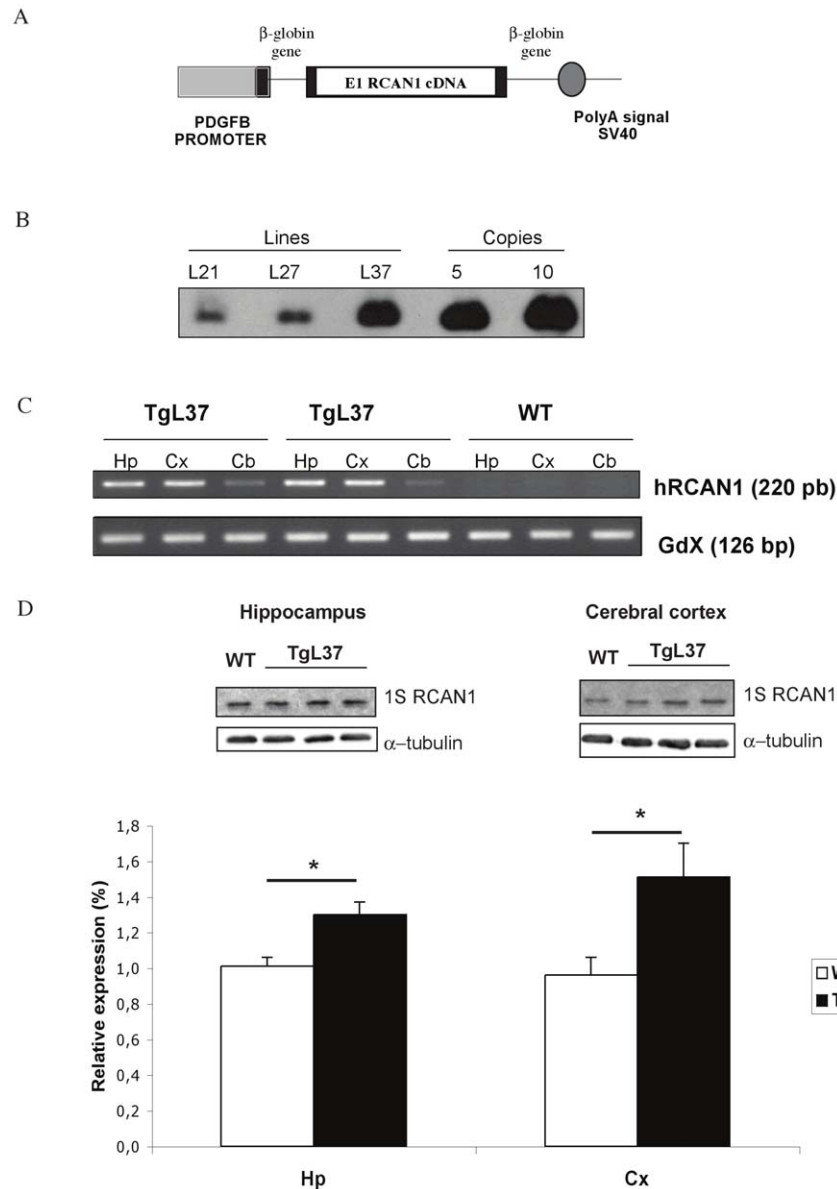 A
β-globin
gene
β-globin
gene
E1 RCAN1 cDNA
PDGFB
PROMOTER
PolyA signal
SV40
B
Lines
Copies
L21 L27 L37 5 10
C
TgL37 TgL37 WT
Hp Cx Cb Hp Cx Cb Hp Cx Cb
hRCAN1 (220 pb)
GdX (126 bp)
D
Hippocampus
WT TgL37
1S RCAN1
α–tubulin
Cerebral cortex
WT TgL37
1S RCAN1
α–tubulin
Relative expression (%)
1,8
1,6
1,4
1,2
1,0
0,8
0,6
0,4
0,2
0,0
*
*
Hp
Cx
T